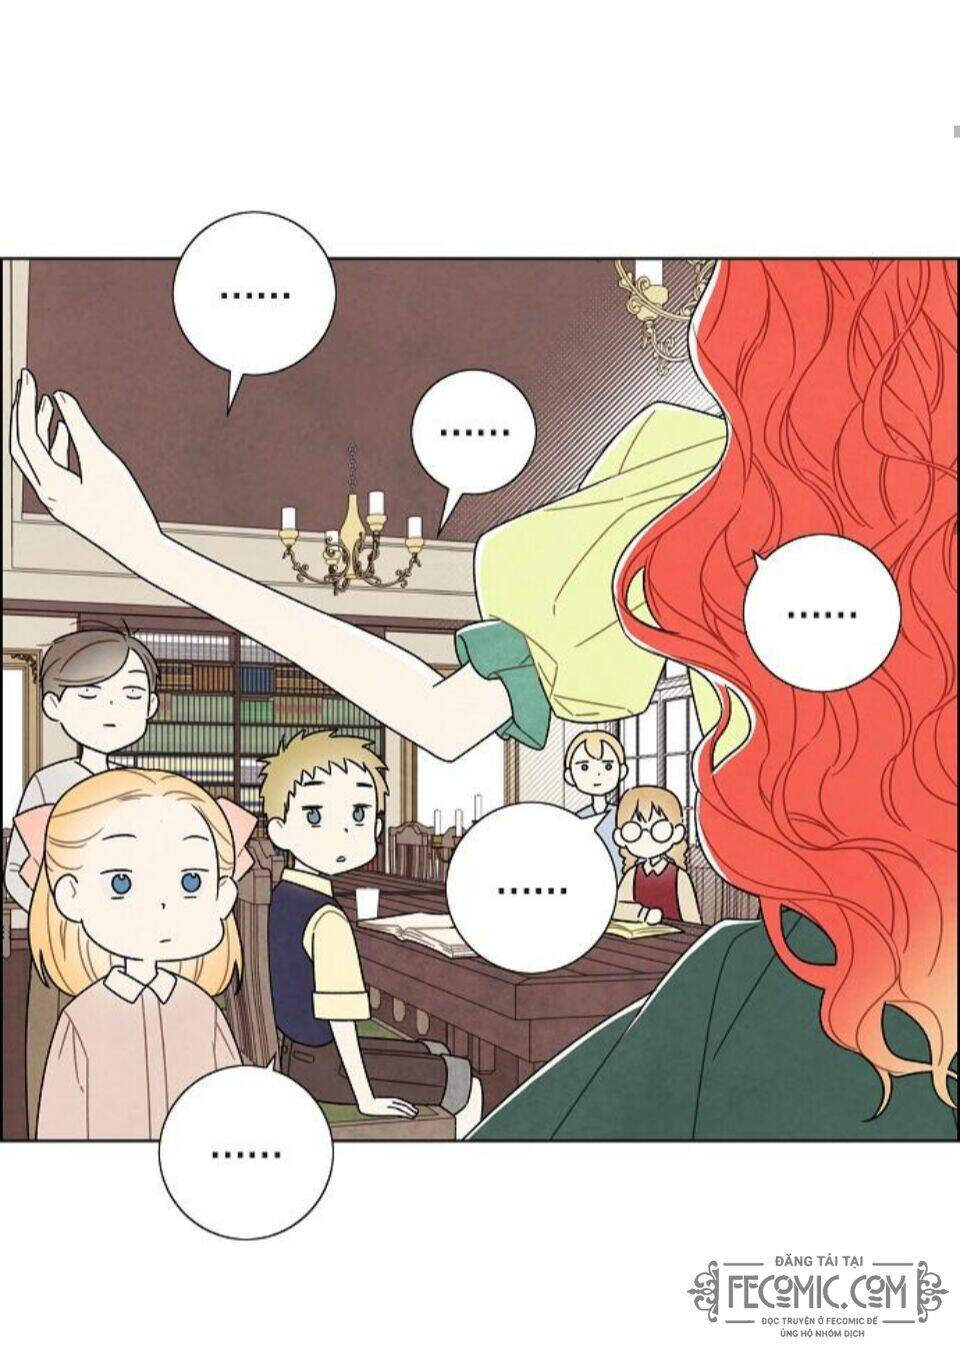 ......
......
......
......
......
ĐĂNG TẢI TẠI
FECOMIC.COM
ĐỌC TRUYỆN Ở FECOMIC ĐỂ
ỦNG HỘ NHÓM DỊCH